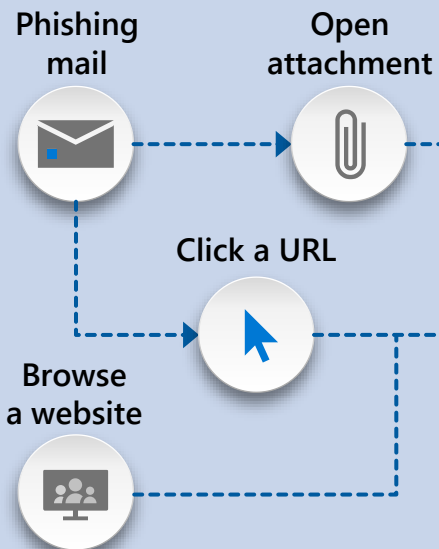 Phishing
mail
Open
attachment
Click a URL
Browse
a website